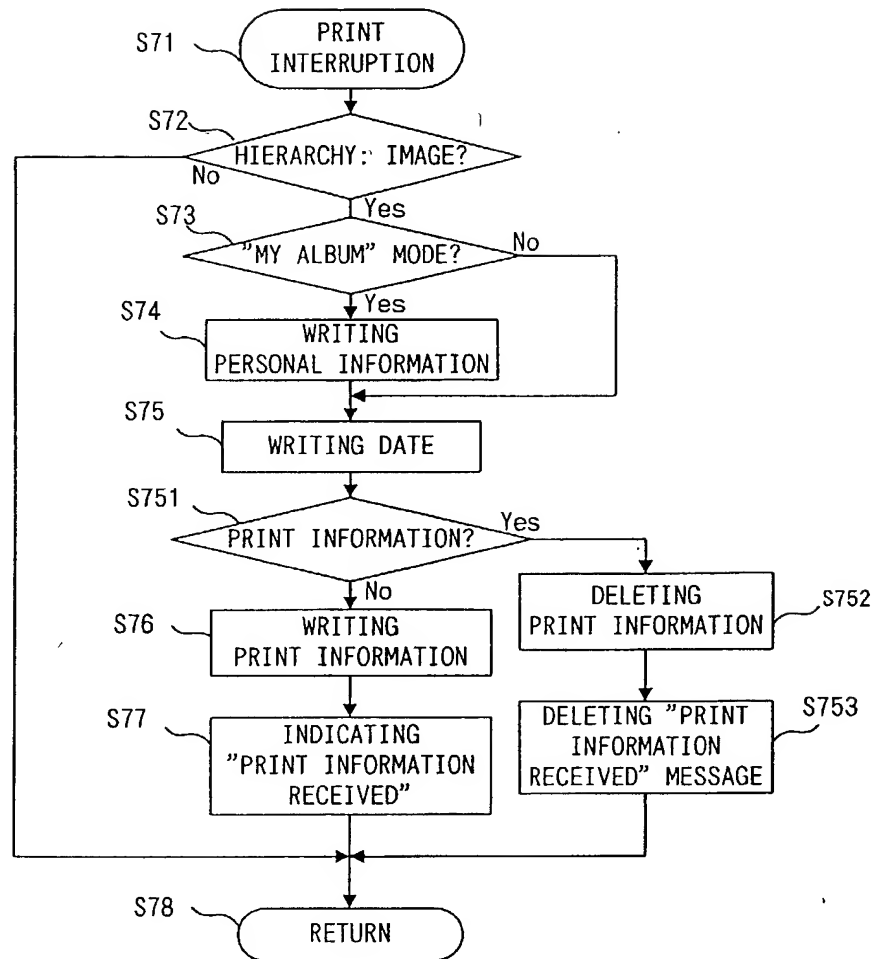 S71
PRINT
INTERRUPTION
S72
HIERARCHY: IMAGE?
No
Yes
S73
"MY ALBUM" MODE?
No
Yes
S74
WRITING
PERSONAL INFORMATION
S75
WRITING DATE
S751
PRINT INFORMATION?
Yes
No
S76
WRITING
PRINT INFORMATION
DELETING
PRINT INFORMATION
S752
S77
INDICATING
"PRINT INFORMATION
RECEIVED"
DELETING "PRINT
INFORMATION
RECEIVED" MESSAGE
S753
S78
RETURN